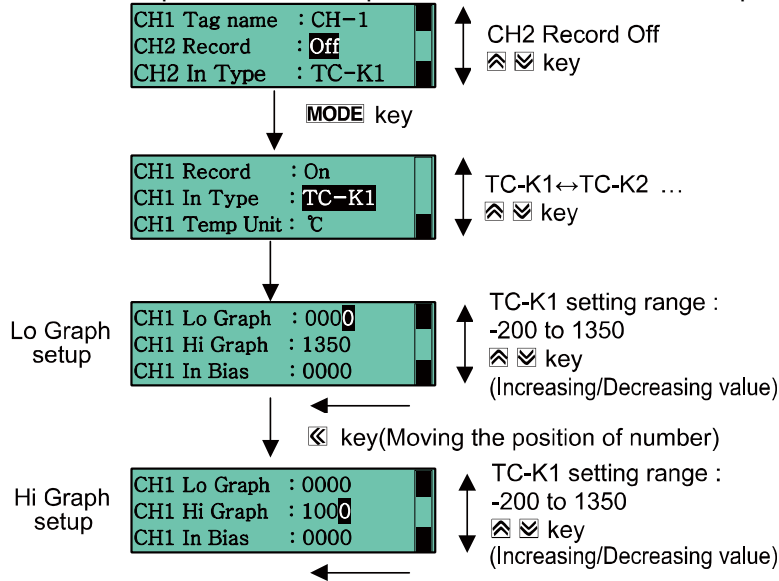 CH1 Tag name : CH-1
CH2 Record : Off
CH2 In Type : TC-K1
CH2 Record Off
key
MODE key
CH1 Record : On
CH1 In Type : TC-K1
CH1 Temp Unit : ℃
TC-K1↔TC-K2 ...
key
Lo Graph
setup
CH1 Lo Graph : 0000
CH1 Hi Graph : 1350
CH1 In Bias : 0000
TC-K1 setting range :
-200 to 1350
key
(Increasing/Decreasing value)
key(Moving the position of number)
Hi Graph
setup
CH1 Lo Graph : 0000
CH1 Hi Graph : 1000
CH1 In Bias : 0000
TC-K1 setting range :
-200 to 1350
key
(Increasing/Decreasing value)